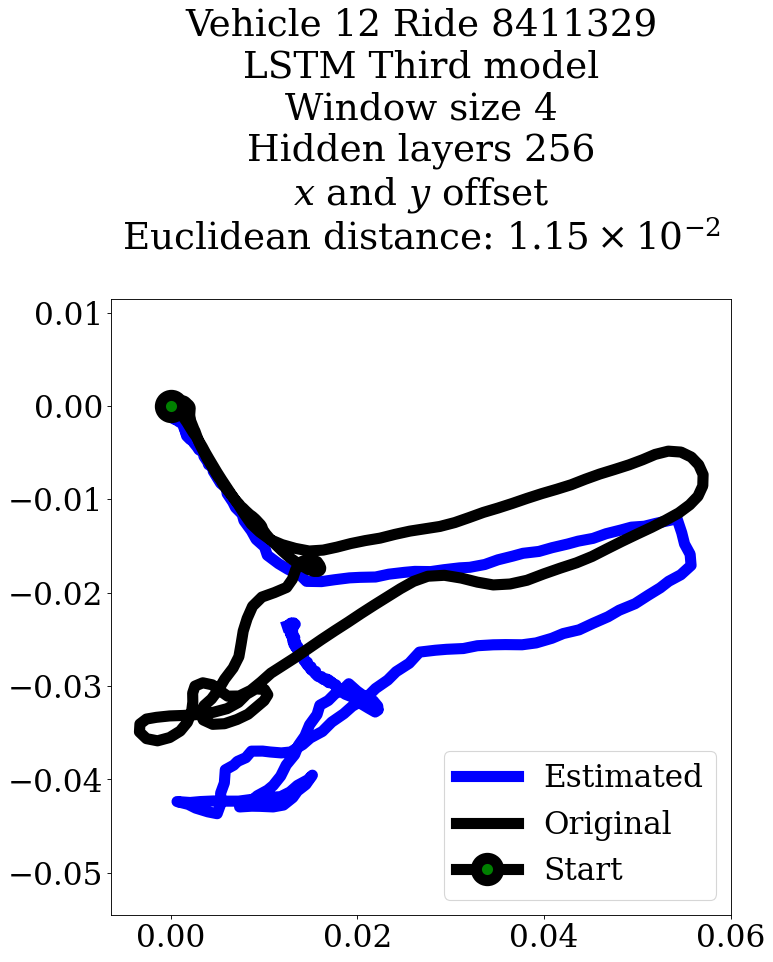 Vehicle 12 Ride 8411329
LSTM Third model
Window size 4
Hidden layers 256
x and y offset
Euclidean distance: 1.15 × 10⁻²
0.01
0.00
−0.01
−0.02
−0.03
−0.04
−0.05
Estimated
Original
Start
0.00 0.02 0.04 0.06